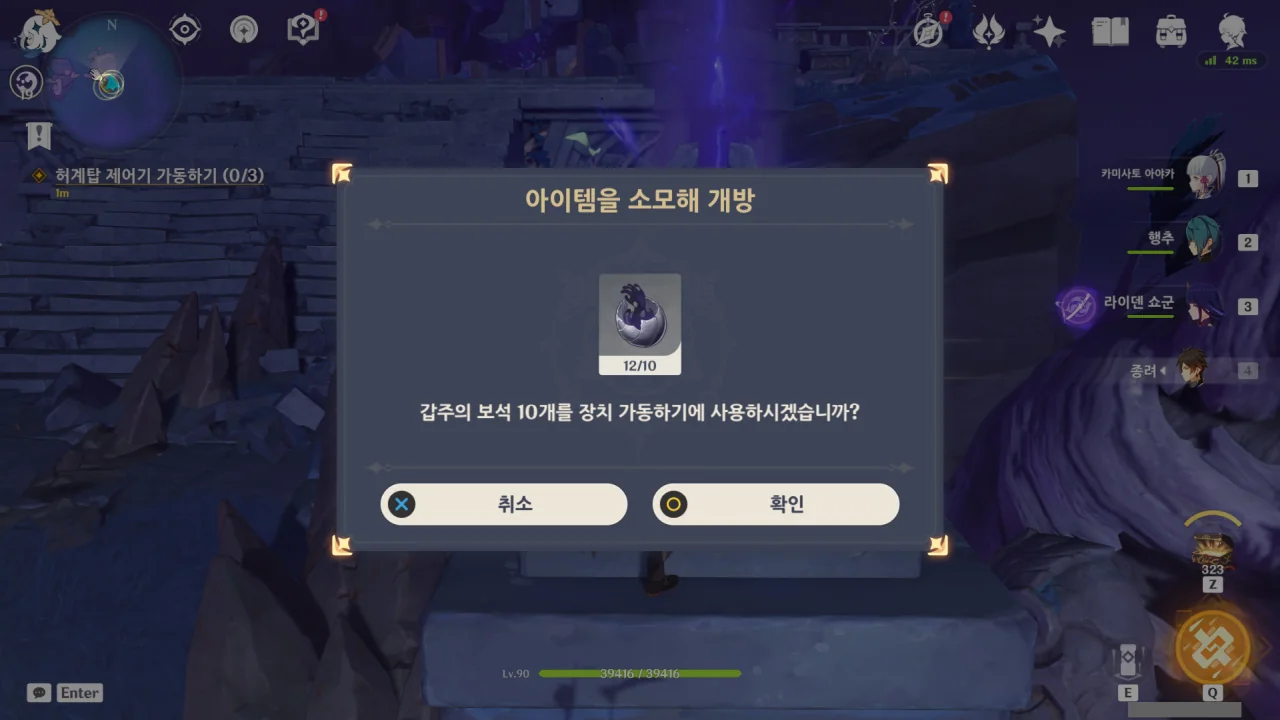 N
42 ms
허계탑 제어기 가동하기 (0/3)
1m
카미사토 아야카
1
행추
2
라이덴 쇼군
3
종려
4
아이템을 소모해 개방
12/10
갑주의 보석 10개를 장치 가동하기에 사용하시겠습니까?
취소
확인
323
Z
Lv.90
39416 / 39416
Enter
E
Q